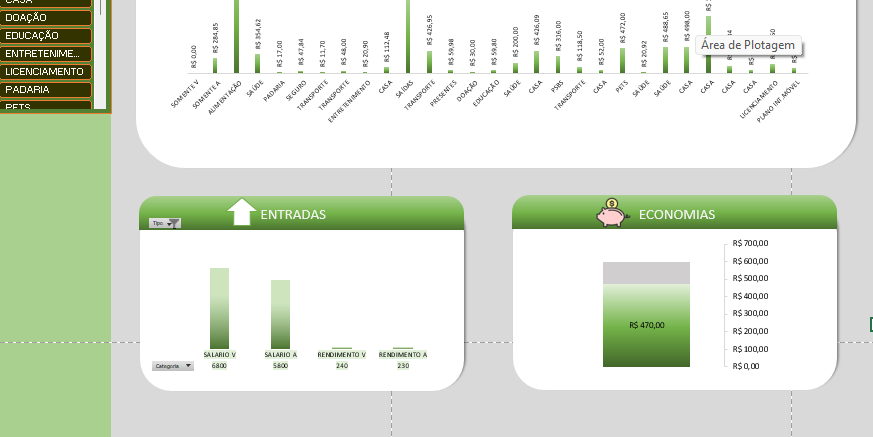 CASA
DOAÇÃO
EDUCAÇÃO
ENTRETENIME...
LICENCIAMENTO
PADARIA
PETS
R$ 0,00
R$ 284,85
R$ 354,62
R$ 17,00
R$ 47,84
R$ 11,70
R$ 48,00
R$ 20,90
R$ 112,48
R$ 426,95
R$ 59,98
R$ 30,00
R$ 59,80
R$ 200,00
R$ 426,09
R$ 316,00
R$ 118,50
R$ 52,00
R$ 472,00
R$ 20,92
R$ 488,65
R$ 498,00
Área de Plotagem
SOMENTE V
SOMENTE A
ALIMENTAÇÃO
SAÚDE
PADARIA
SEGURO
TRANSPORTE
TRANSPORTE
ENTRETENIMENTO
CASA
SAÍDAS
TRANSPORTE
PRESENTES
DOAÇÃO
EDUCAÇÃO
SAÚDE
CASA
PSRS
TRANSPORTE
CASA
PETS
SAÚDE
SAÚDE
CASA
CASA
CASA
CASA
LICENCIAMENTO
PLANO INT.MÓVEL
ENTRADAS
Tipo
SALARIO V
SALARIO A
RENDIMENTO V
RENDIMENTO A
6800
5800
240
230
Categoria
ECONOMIAS
R$ 700,00
R$ 600,00
R$ 500,00
R$ 400,00
R$ 300,00
R$ 200,00
R$ 100,00
R$ 0,00
R$ 470,00